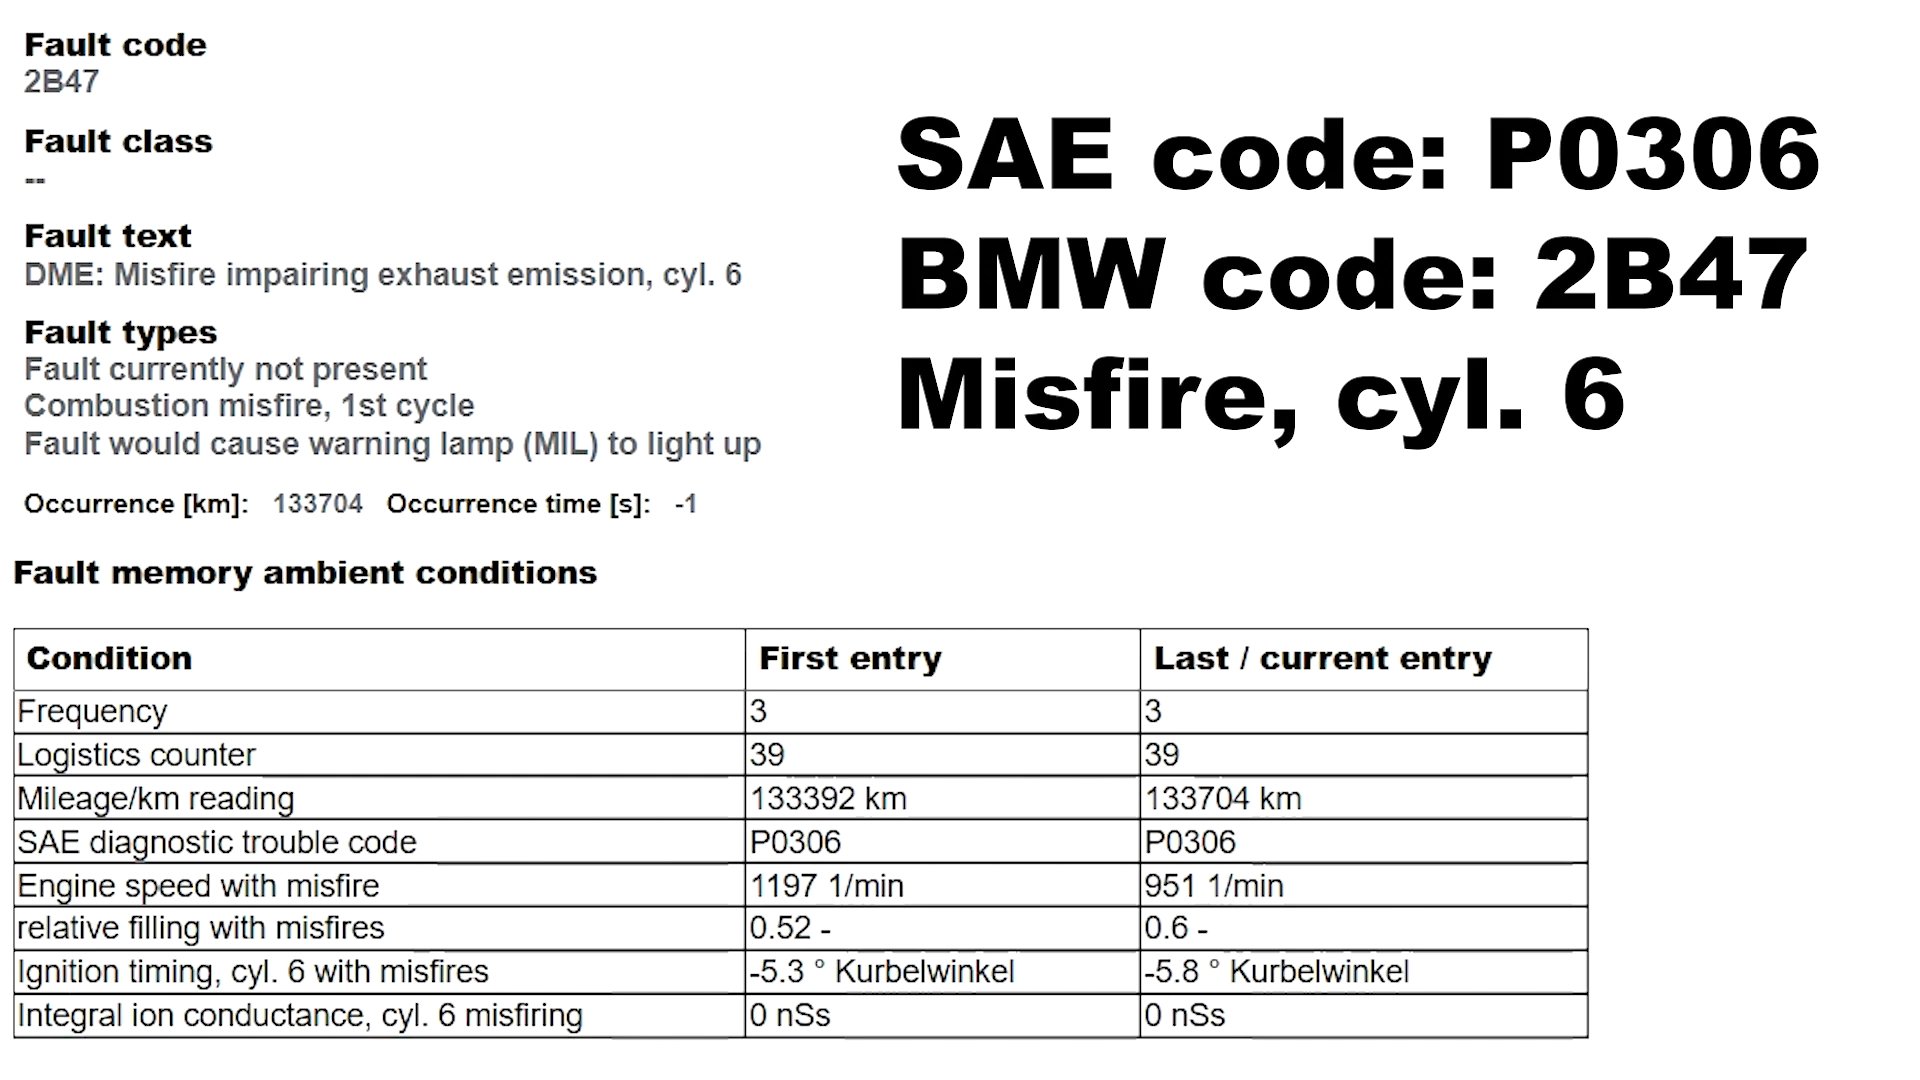 Fault code
2B47
Fault class
--
Fault text
DME: Misfire impairing exhaust emission, cyl. 6
Fault types
Fault currently not present
Combustion misfire, 1st cycle
Fault would cause warning lamp (MIL) to light up
Occurrence [km]: 133704 Occurrence time [s]: -1
SAE code: P0306
BMW code: 2B47
Misfire, cyl. 6
Fault memory ambient conditions
Condition First entry Last / current entry
Frequency 3 3
Logistics counter 39 39
Mileage/km reading 133392 km 133704 km
SAE diagnostic trouble code P0306 P0306
Engine speed with misfire 1197 1/min 951 1/min
relative filling with misfires 0.52 - 0.6 -
Ignition timing, cyl. 6 with misfires -5.3 ° Kurbelwinkel -5.8 ° Kurbelwinkel
Integral ion conductance, cyl. 6 misfiring 0 nSs 0 nSs